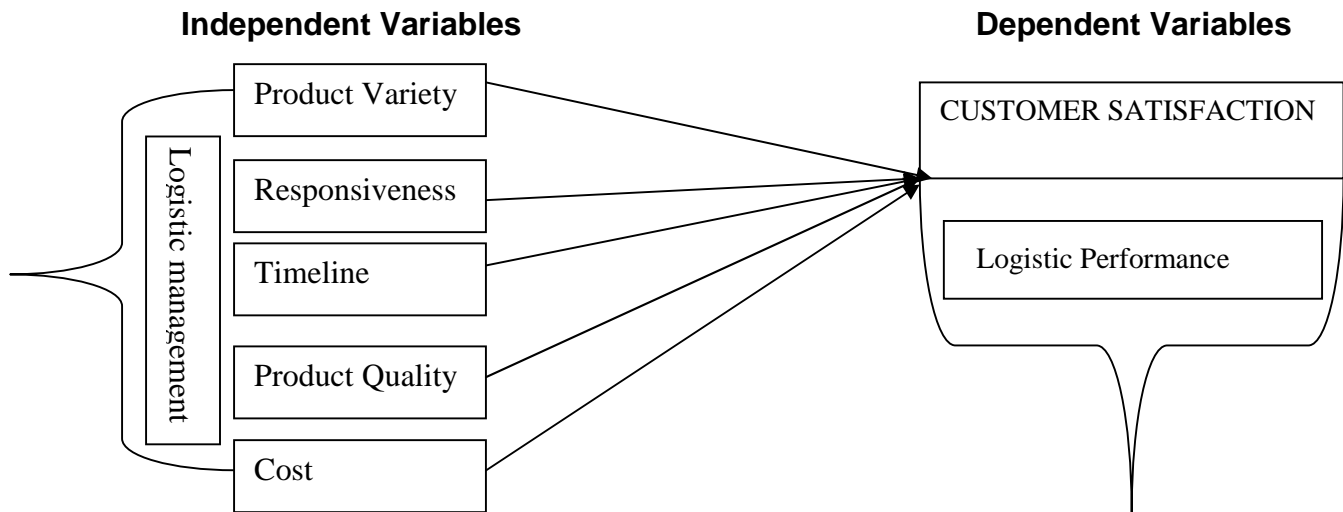 Independent Variables
Dependent Variables
Product Variety
CUSTOMER SATISFACTION
Logistic management
Responsiveness
Timeline
Logistic Performance
Product Quality
Cost